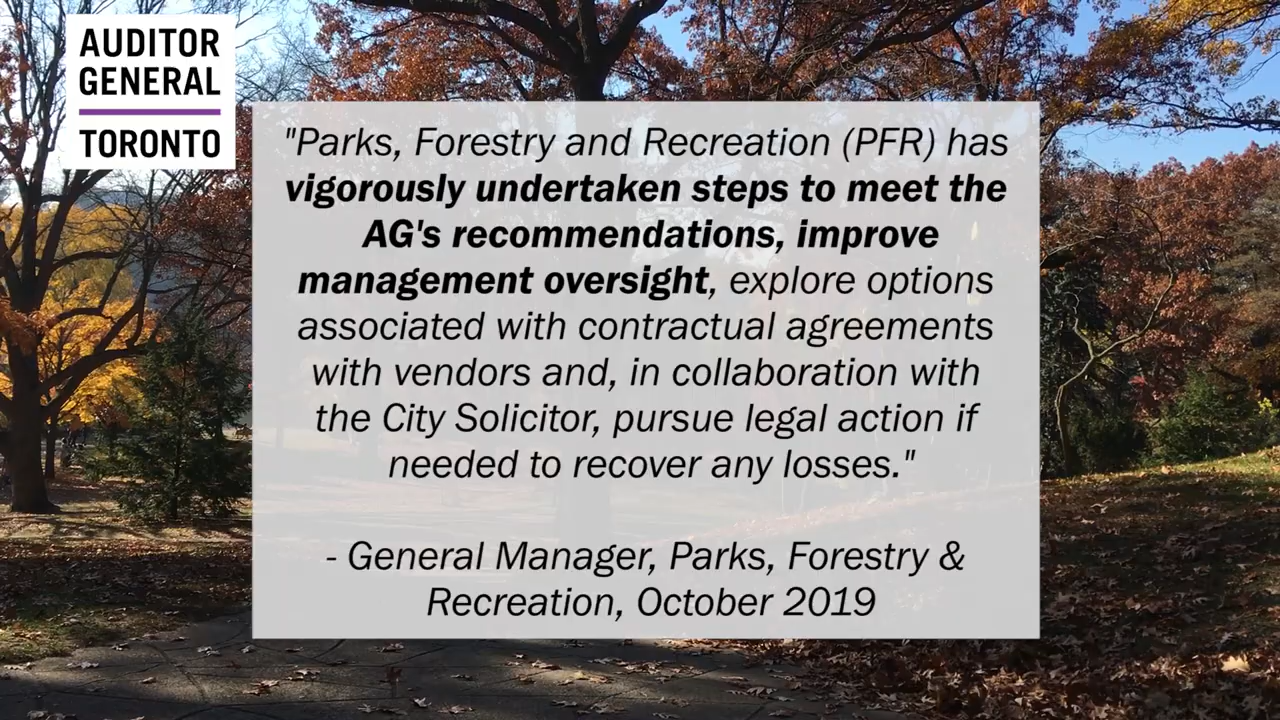 AUDITOR
GENERAL
TORONTO
"Parks, Forestry and Recreation (PFR) has
vigorously undertaken steps to meet the
AG's recommendations, improve
management oversight, explore options
associated with contractual agreements
with vendors and, in collaboration with
the City Solicitor, pursue legal action if
needed to recover any losses."
- General Manager, Parks, Forestry &
Recreation, October 2019